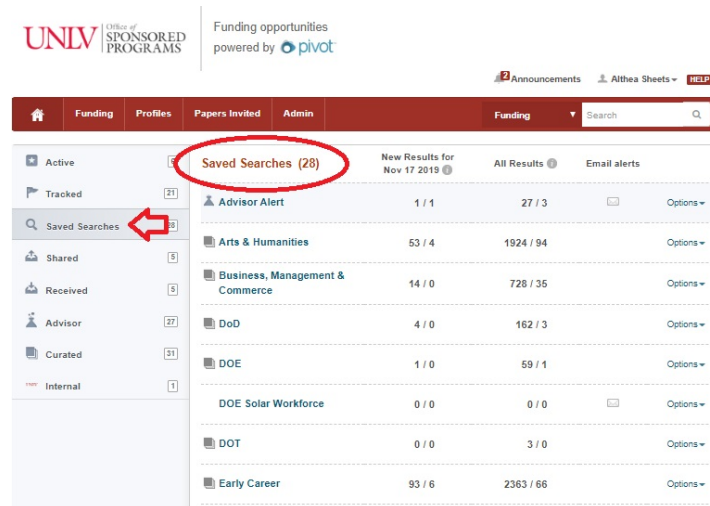 UNLV
Office of
SPONSORED
PROGRAMS
Funding opportunities
powered by pivot
2 Announcements
Althea Sheets
HELP
Funding
Profiles
Papers Invited
Admin
Funding
Search
Active
Tracked 21
Saved Searches 28
Shared 5
Received 5
Advisor 27
Curated 31
Internal 1
Saved Searches (28)
New Results for
Nov 17 2019
All Results
Email alerts
Advisor Alert 1 / 1 27 / 3 Options
Arts & Humanities 53 / 4 1924 / 94 Options
Business, Management &
Commerce 14 / 0 728 / 35 Options
DoD 4 / 0 162 / 3 Options
DOE 1 / 0 59 / 1 Options
DOE Solar Workforce 0 / 0 0 / 0 Options
DOT 0 / 0 3 / 0 Options
Early Career 93 / 6 2363 / 66 Options